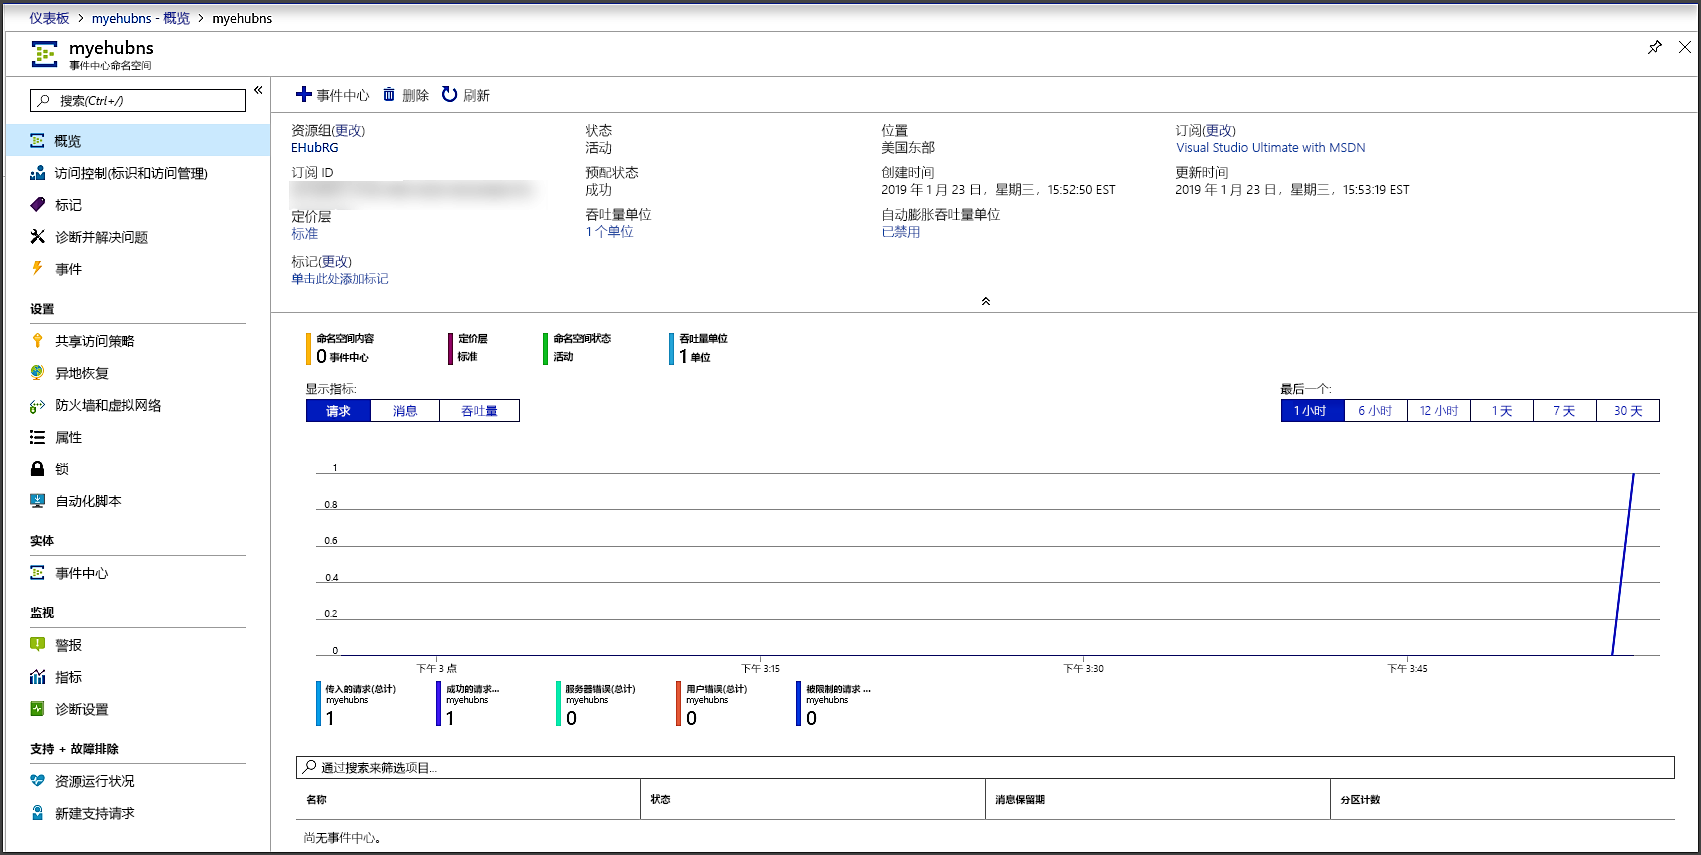 仪表板 > myehubns - 概览 > myehubns
myehubns
事件中心命名空间
搜索(Ctrl+/)
概览
访问控制(标识和访问管理)
标记
诊断并解决问题
事件
设置
共享访问策略
异地恢复
防火墙和虚拟网络
属性
锁
自动化脚本
实体
事件中心
监视
警报
指标
诊断设置
支持 + 故障排除
资源运行状况
新建支持请求
事件中心 删除 刷新
资源组(更改)
EHubRG
订阅 ID
定价层
标准
标记(更改)
单击此处添加标记
状态
活动
预配状态
成功
吞吐量单位
1 个单位
位置
美国东部
创建时间
2019 年 1 月 23 日，星期三，15:52:50 EST
自动膨胀吞吐量单位
已禁用
订阅(更改)
Visual Studio Ultimate with MSDN
更新时间
2019 年 1 月 23 日，星期三，15:53:19 EST
命名空间内容
0 事件中心
定价层
标准
命名空间状态
活动
吞吐量单位
1 单位
显示指标:
请求 消息 吞吐量
最后一个:
1 小时 6 小时 12 小时 1 天 7 天 30 天
1
0.8
0.6
0.4
0.2
0
下午 3 点 下午 3:15 下午 3:30 下午 3:45
传入的请求(总计)
myehubns
1
成功的请求...
myehubns
1
服务器错误(总计)
myehubns
0
用户错误(总计)
myehubns
0
被限制的请求 ...
myehubns
0
通过搜索来筛选项目...
名称 状态 消息保留期 分区计数
尚无事件中心。